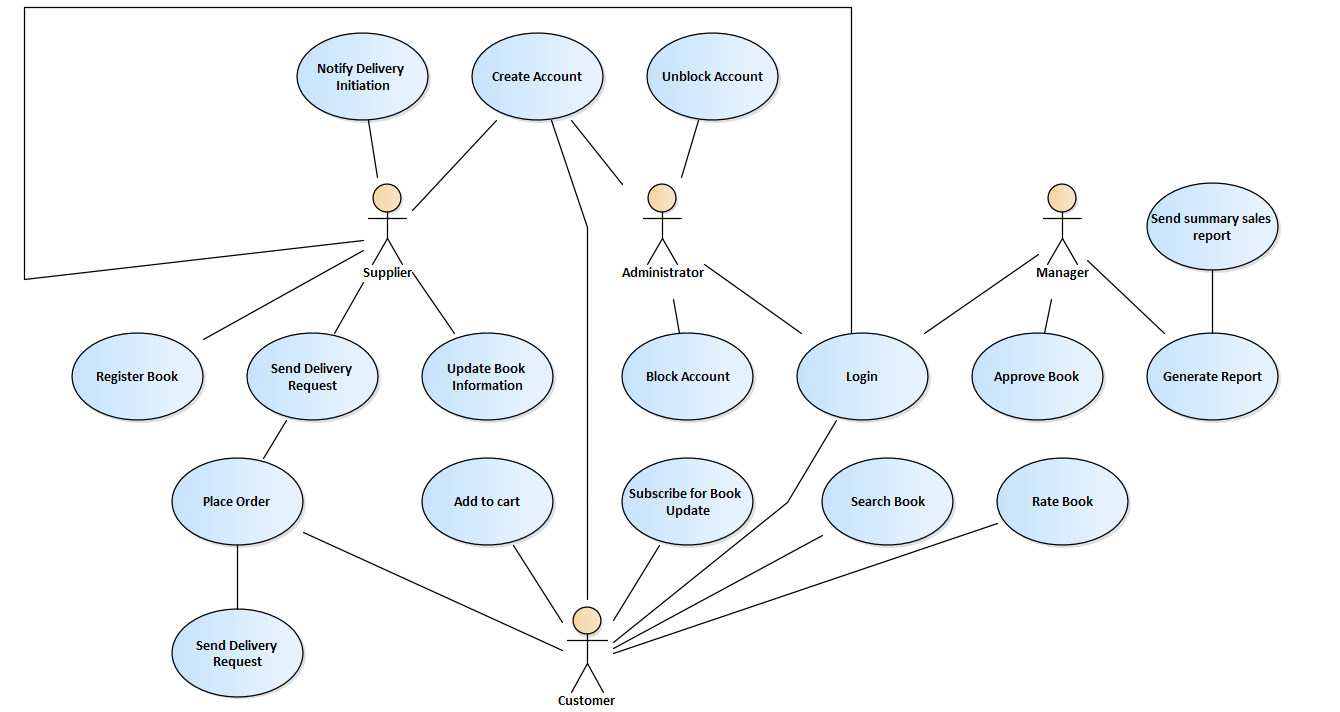 Notify Delivery
Initiation
Create Account
Unblock Account
Send summary sales
report
Supplier
Administrator
Manager
Register Book
Send Delivery
Request
Update Book
Information
Block Account
Login
Approve Book
Generate Report
Place Order
Add to cart
Subscribe for Book
Update
Search Book
Rate Book
Send Delivery
Request
Customer